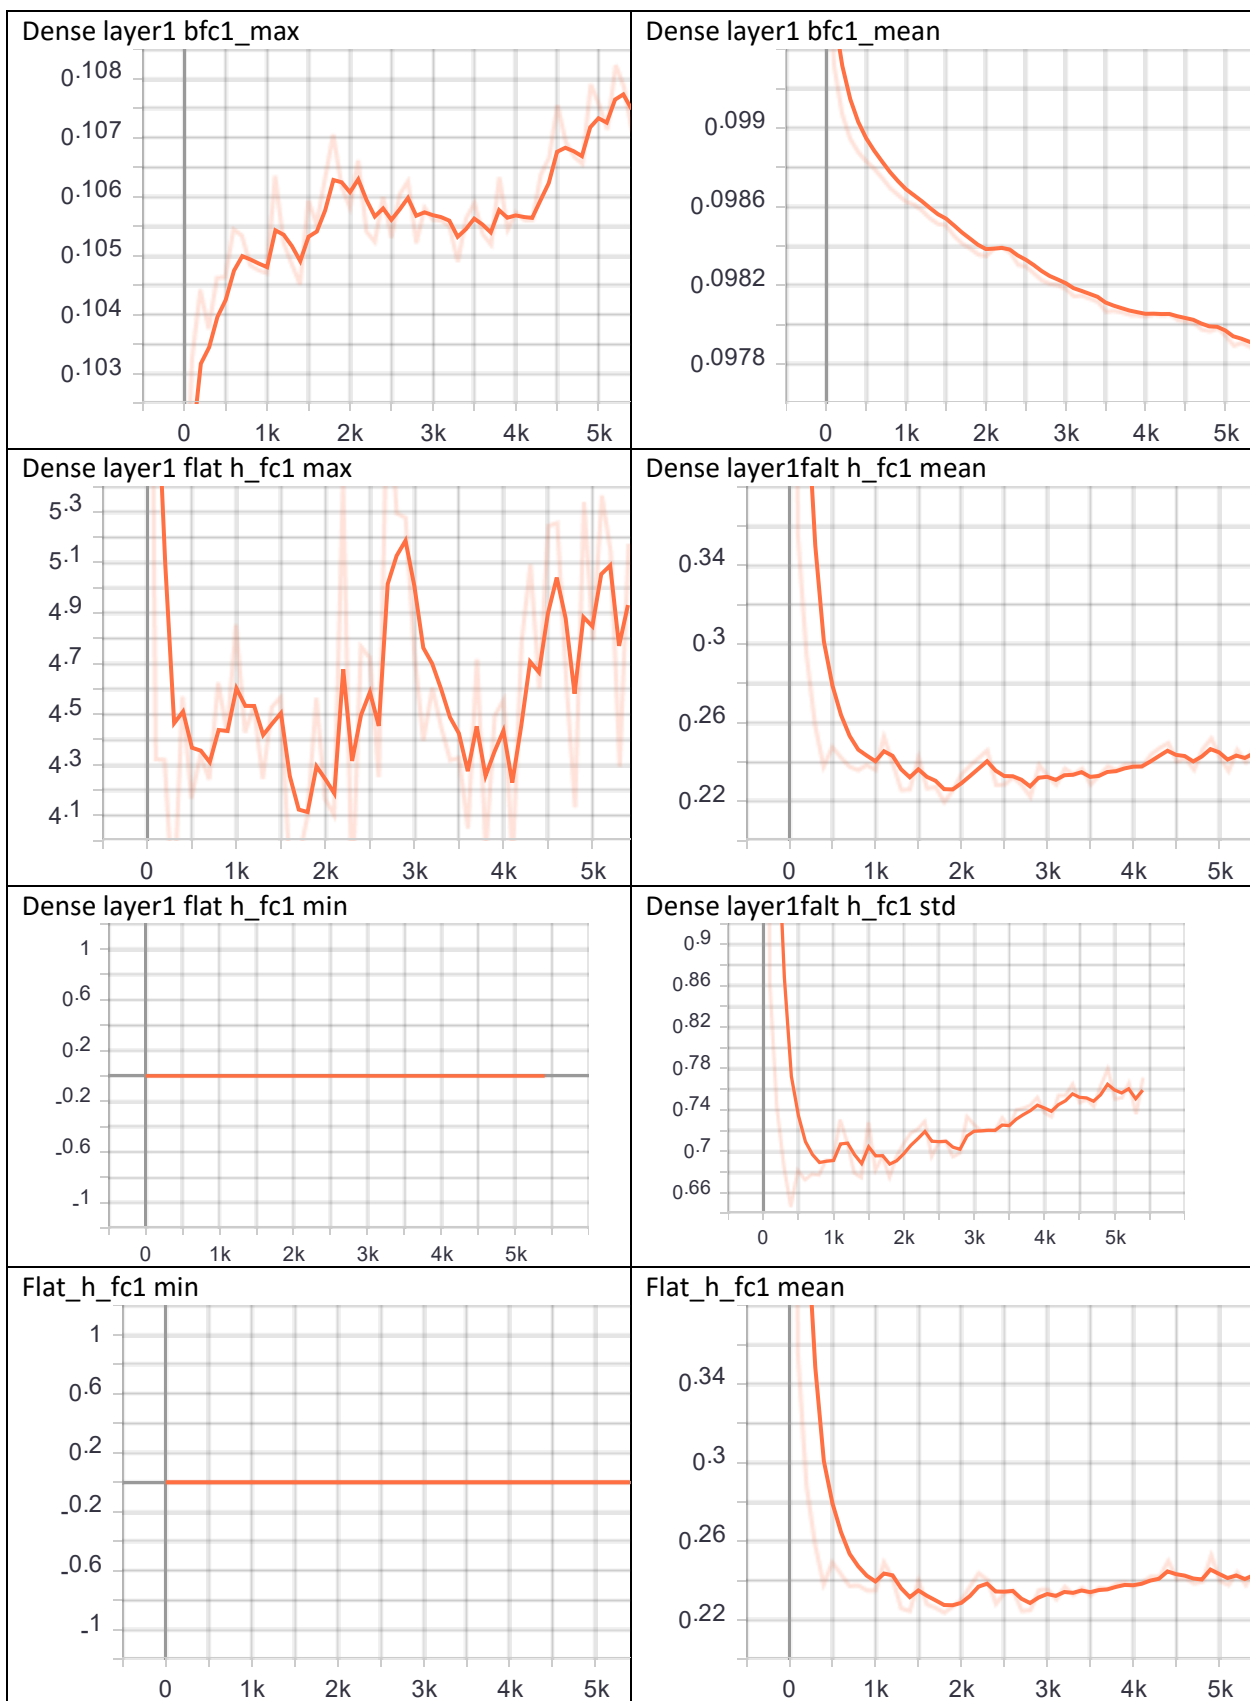 Dense layer1 bfc1_max
0.108
0.107
0.106
0.105
0.104
0.103
0 1k 2k 3k 4k 5k
Dense layer1 bfc1_mean
0.099
0.0986
0.0982
0.0978
0 1k 2k 3k 4k 5k
Dense layer1 flat h_fc1 max
5.3
5.1
4.9
4.7
4.5
4.3
4.1
0 1k 2k 3k 4k 5k
Dense layer1falt h_fc1 mean
0.34
0.3
0.26
0.22
0 1k 2k 3k 4k 5k
Dense layer1 flat h_fc1 min
1
0.6
0.2
-0.2
-0.6
-1
0 1k 2k 3k 4k 5k
Dense layer1falt h_fc1 std
0.9
0.86
0.82
0.78
0.74
0.7
0.66
0 1k 2k 3k 4k 5k
Flat_h_fc1 min
1
0.6
0.2
-0.2
-0.6
-1
0 1k 2k 3k 4k 5k
Flat_h_fc1 mean
0.34
0.3
0.26
0.22
0 1k 2k 3k 4k 5k